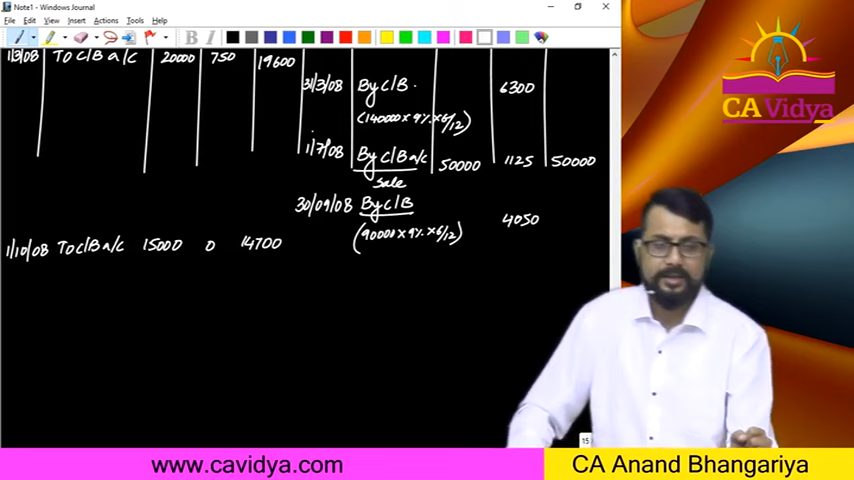 Note1 - Windows Journal
File Edit View Insert Actions Tools Help
1/3/08 To C/B a/c 20000 750 19600
31/3/08 By C/B. 6300
(140000 x 9% x 6/12)
1/7/08 By C/B a/c 50000 1125 50000
Sale
30/09/08 By C/B 4050
(90000 x 9% x 6/12)
1/10/08 To C/B a/c 15000 0 14700
CA Vidya
15
www.cavidya.com
CA Anand Bhangariya